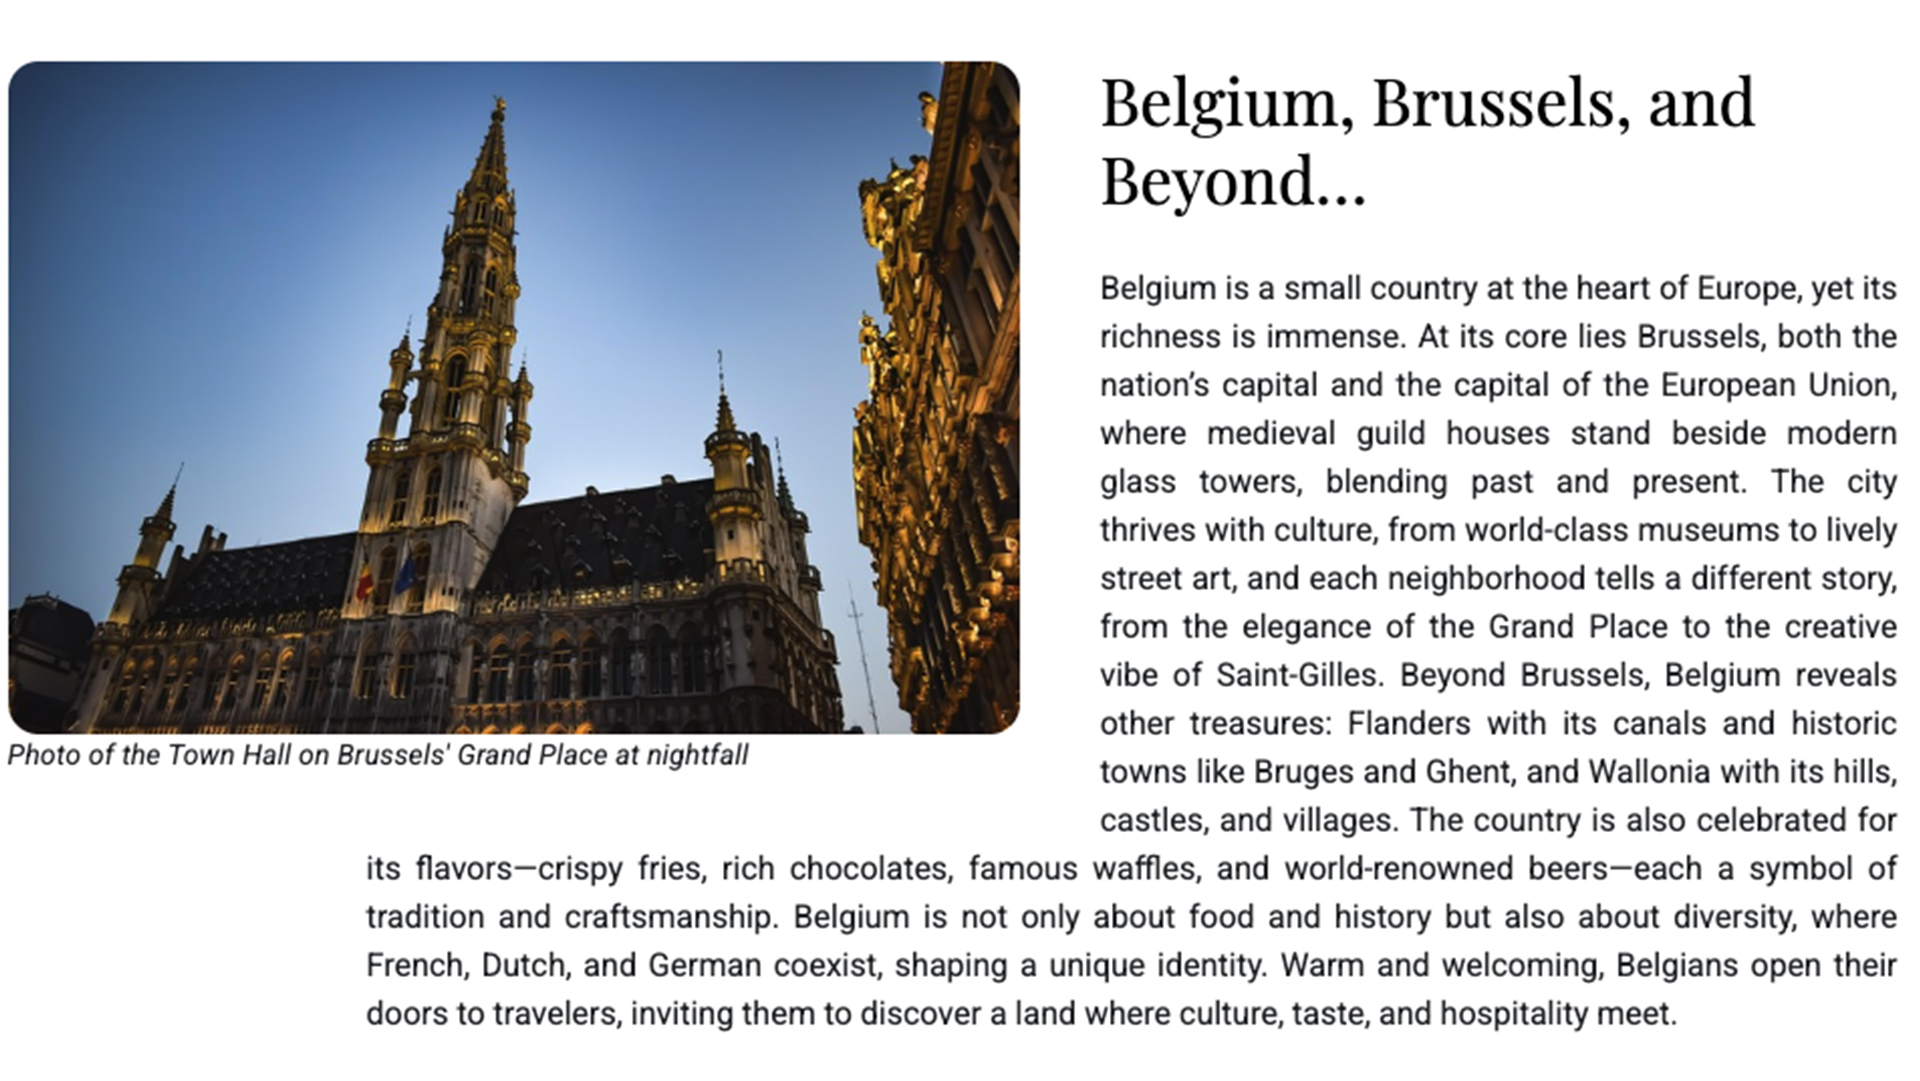 Belgium, Brussels, and
Beyond...
Belgium is a small country at the heart of Europe, yet its
richness is immense. At its core lies Brussels, both the
nation's capital and the capital of the European Union,
where medieval guild houses stand beside modern
glass towers, blending past and present. The city
thrives with culture, from world-class museums to lively
street art, and each neighborhood tells a different story,
from the elegance of the Grand Place to the creative
vibe of Saint-Gilles. Beyond Brussels, Belgium reveals
other treasures: Flanders with its canals and historic
towns like Bruges and Ghent, and Wallonia with its hills,
castles, and villages. The country is also celebrated for
its flavors—crispy fries, rich chocolates, famous waffles, and world-renowned beers—each a symbol of
tradition and craftsmanship. Belgium is not only about food and history but also about diversity, where
French, Dutch, and German coexist, shaping a unique identity. Warm and welcoming, Belgians open their
doors to travelers, inviting them to discover a land where culture, taste, and hospitality meet.
Photo of the Town Hall on Brussels' Grand Place at nightfall